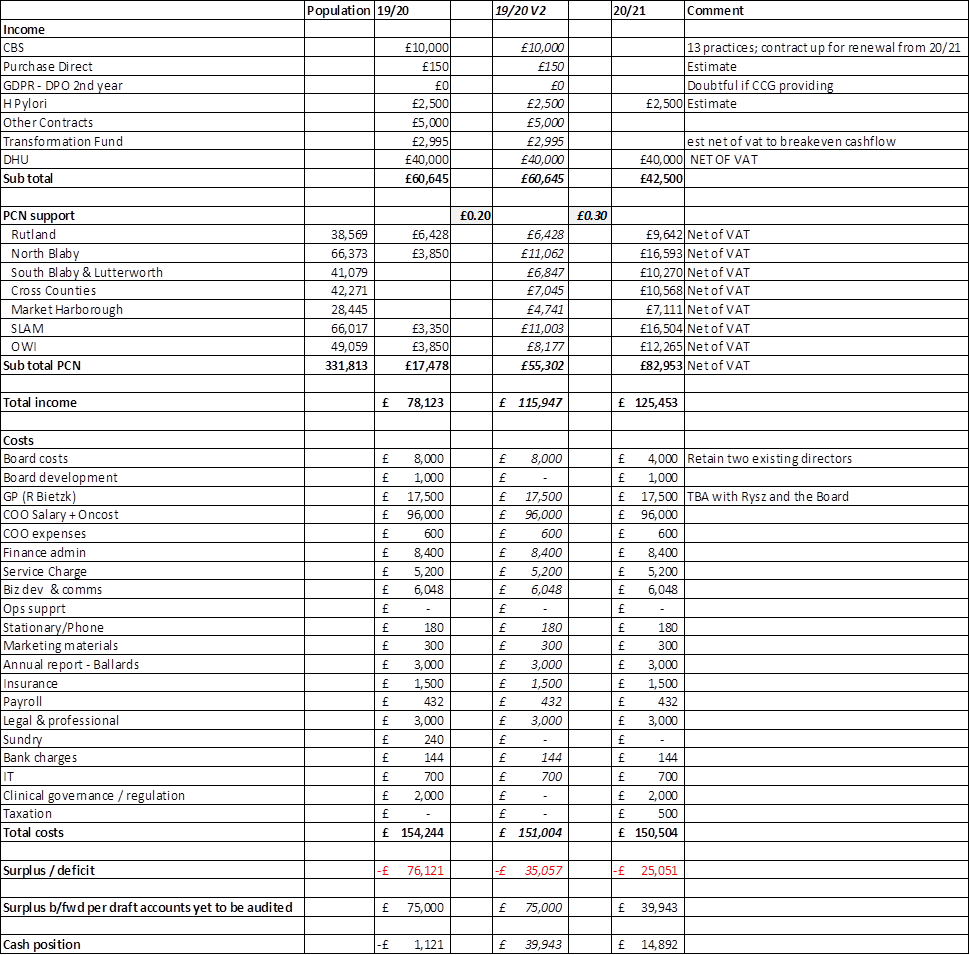 Population 19/20 19/20 V2 20/21 Comment
Income
CBS £10,000 £10,000 13 practices; contract up for renewal from 20/21
Purchase Direct £150 £150 Estimate
GDPR - DPO 2nd year £0 £0 Doubtful if CCG providing
H Pylori £2,500 £2,500 £2,500 Estimate
Other Contracts £5,000 £5,000
Transformation Fund £2,995 £2,995 est net of vat to breakeven cashflow
DHU £40,000 £40,000 £40,000 NET OF VAT
Sub total £60,645 £60,645 £42,500
PCN support £0.20 £0.30
Rutland 38,569 £6,428 £6,428 £9,642 Net of VAT
North Blaby 66,373 £3,850 £11,062 £16,593 Net of VAT
South Blaby & Lutterworth 41,079 £6,847 £10,270 Net of VAT
Cross Counties 42,271 £7,045 £10,568 Net of VAT
Market Harborough 28,445 £4,741 £7,111 Net of VAT
SLAM 66,017 £3,350 £11,003 £16,504 Net of VAT
OWI 49,059 £3,850 £8,177 £12,265 Net of VAT
Sub total PCN 331,813 £17,478 £55,302 £82,953 Net of VAT
Total income £ 78,123 £ 115,947 £ 125,453
Costs
Board costs £ 8,000 £ 8,000 £ 4,000 Retain two existing directors
Board development £ 1,000 £ - £ 1,000
GP (R Bietzk) £ 17,500 £ 17,500 £ 17,500 TBA with Rysz and the Board
COO Salary + Oncost £ 96,000 £ 96,000 £ 96,000
COO expenses £ 600 £ 600 £ 600
Finance admin £ 8,400 £ 8,400 £ 8,400
Service Charge £ 5,200 £ 5,200 £ 5,200
Biz dev & comms £ 6,048 £ 6,048 £ 6,048
Ops supprt £ - £ - £ -
Stationary/Phone £ 180 £ 180 £ 180
Marketing materials £ 300 £ 300 £ 300
Annual report - Ballards £ 3,000 £ 3,000 £ 3,000
Insurance £ 1,500 £ 1,500 £ 1,500
Payroll £ 432 £ 432 £ 432
Legal & professional £ 3,000 £ 3,000 £ 3,000
Sundry £ 240 £ - £ -
Bank charges £ 144 £ 144 £ 144
IT £ 700 £ 700 £ 700
Clinical governance / regulation £ 2,000 £ - £ 2,000
Taxation £ - £ - £ 500
Total costs £ 154,244 £ 151,004 £ 150,504
Surplus / deficit -£ 76,121 -£ 35,057 -£ 25,051
Surplus b/fwd per draft accounts yet to be audited £ 75,000 £ 75,000 £ 39,943
Cash position -£ 1,121 £ 39,943 £ 14,892